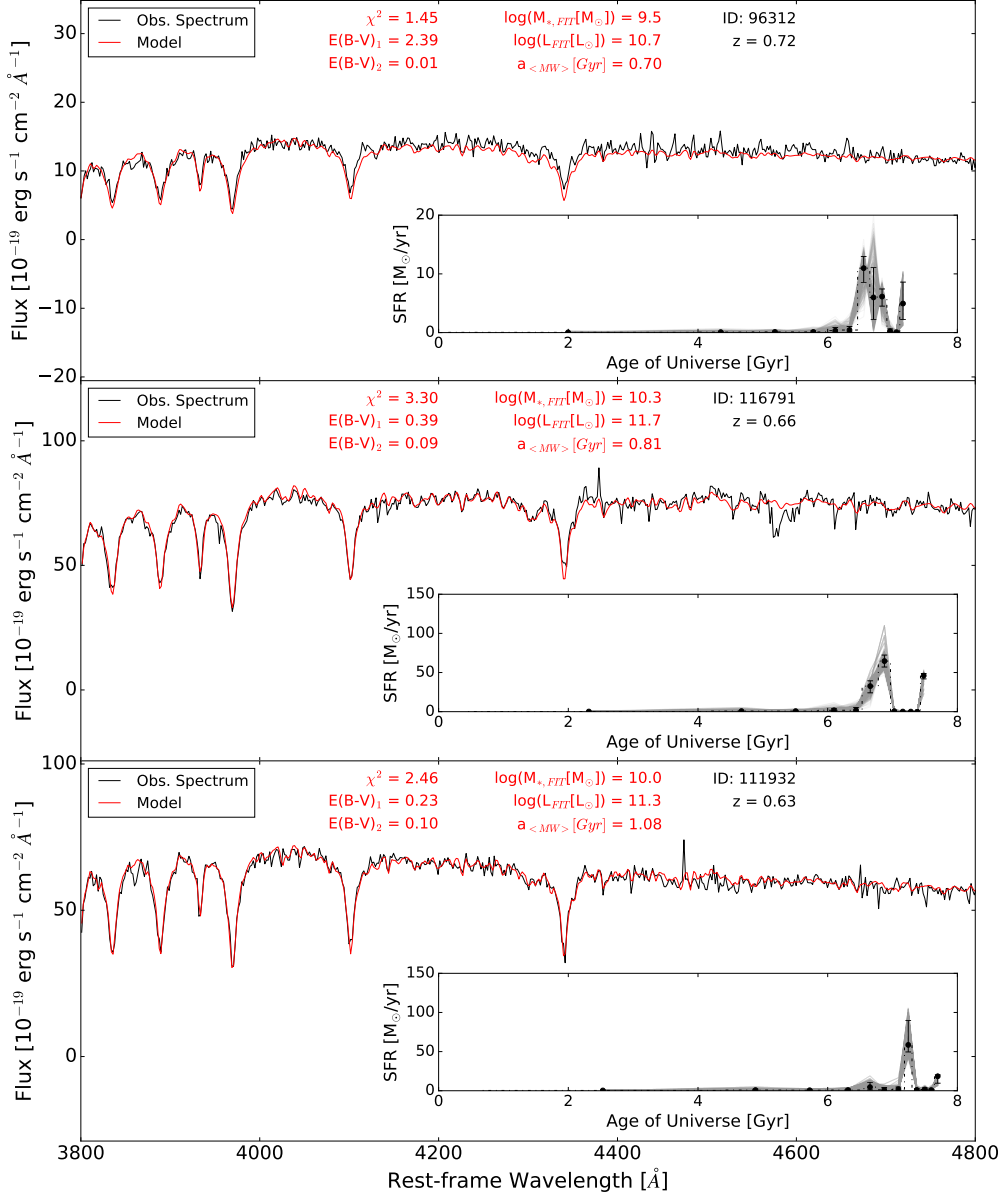 Obs. Spectrum
Model
χ² = 1.45
E(B-V)₁ = 2.39
E(B-V)₂ = 0.01
log(M*,FIT[M☉]) = 9.5
log(LFIT[L☉]) = 10.7
a<MW>[Gyr] = 0.70
ID: 96312
z = 0.72
30
20
10
0
−10
−20
Flux [10⁻¹⁹ erg s⁻¹ cm⁻² Å⁻¹]
20
10
0
SFR [M☉/yr]
0 2 4 6 8
Age of Universe [Gyr]
Obs. Spectrum
Model
χ² = 3.30
E(B-V)₁ = 0.39
E(B-V)₂ = 0.09
log(M*,FIT[M☉]) = 10.3
log(LFIT[L☉]) = 11.7
a<MW>[Gyr] = 0.81
ID: 116791
z = 0.66
100
50
0
Flux [10⁻¹⁹ erg s⁻¹ cm⁻² Å⁻¹]
150
100
50
0
SFR [M☉/yr]
0 2 4 6 8
Age of Universe [Gyr]
Obs. Spectrum
Model
χ² = 2.46
E(B-V)₁ = 0.23
E(B-V)₂ = 0.10
log(M*,FIT[M☉]) = 10.0
log(LFIT[L☉]) = 11.3
a<MW>[Gyr] = 1.08
ID: 111932
z = 0.63
100
50
0
Flux [10⁻¹⁹ erg s⁻¹ cm⁻² Å⁻¹]
150
100
50
0
SFR [M☉/yr]
0 2 4 6 8
Age of Universe [Gyr]
3800 4000 4200 4400 4600 4800
Rest-frame Wavelength [Å]